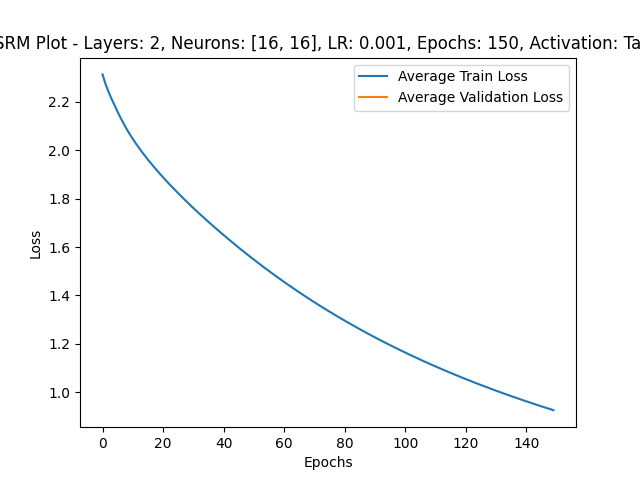 SRM Plot - Layers: 2, Neurons: [16, 16], LR: 0.001, Epochs: 150, Activation: Ta
Average Train Loss
Average Validation Loss
Loss
2.2
2.0
1.8
1.6
1.4
1.2
1.0
0 20 40 60 80 100 120 140
Epochs